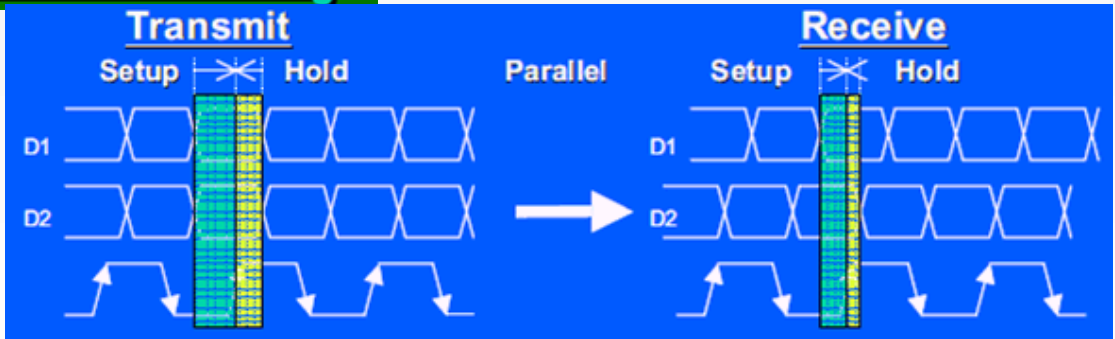 Transmit
Receive
Setup
Hold
Parallel
Setup
Hold
D1
D1
D2
D2